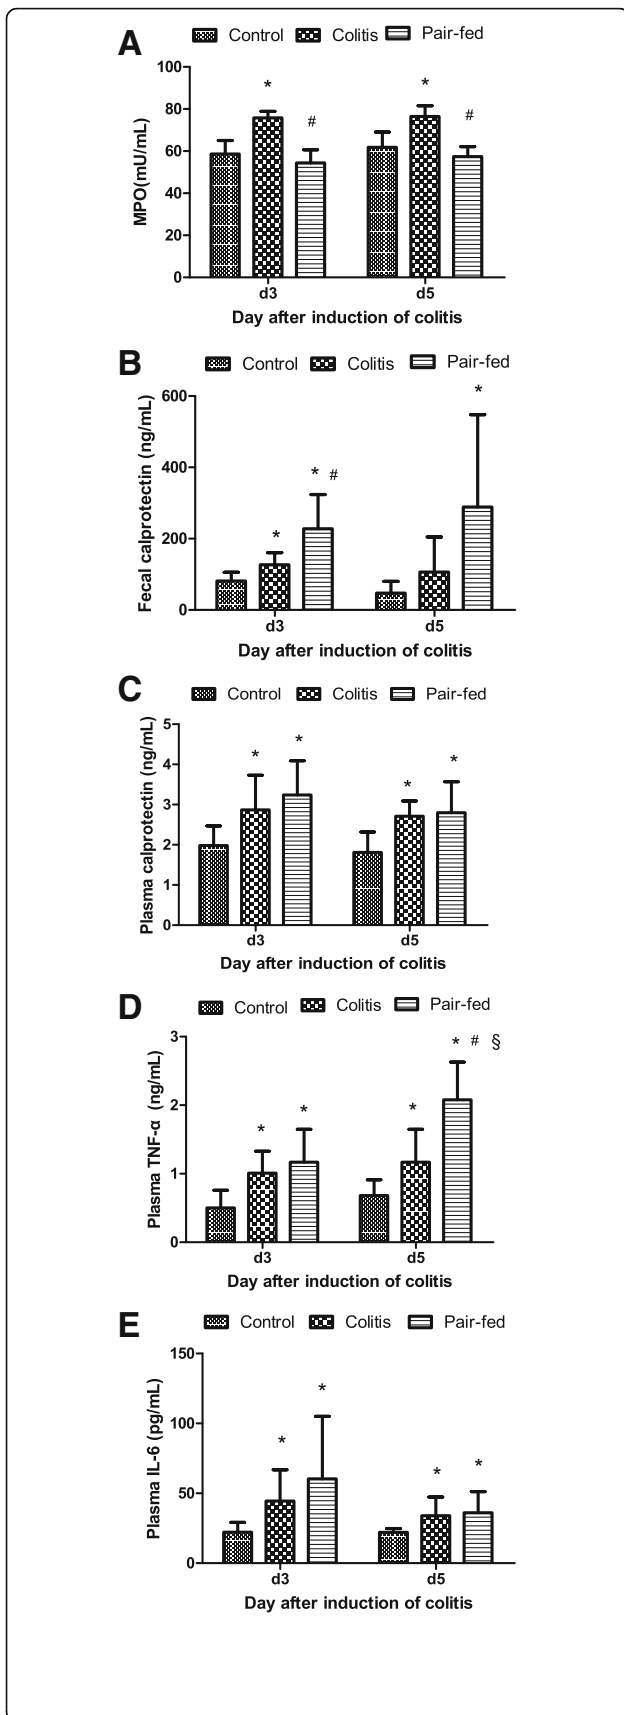 A
Control Colitis Pair-fed
MPO(mU/mL)
100
80
60
40
20
0
*
#
*
#
d3 d5
Day after induction of colitis
B
Control Colitis Pair-fed
Fecal calprotectin (ng/mL)
600
400
200
0
*
* #
*
d3 d5
Day after induction of colitis
C
Control Colitis Pair-fed
Plasma calprotectin (ng/mL)
5
4
3
2
1
0
*
*
*
*
d3 d5
Day after induction of colitis
D
Control Colitis Pair-fed
Plasma TNF-α (ng/mL)
3
2
1
0
*
*
*
* # §
d3 d5
Day after induction of colitis
E
Control Colitis Pair-fed
Plasma IL-6 (pg/mL)
150
100
50
0
*
*
*
*
d3 d5
Day after induction of colitis